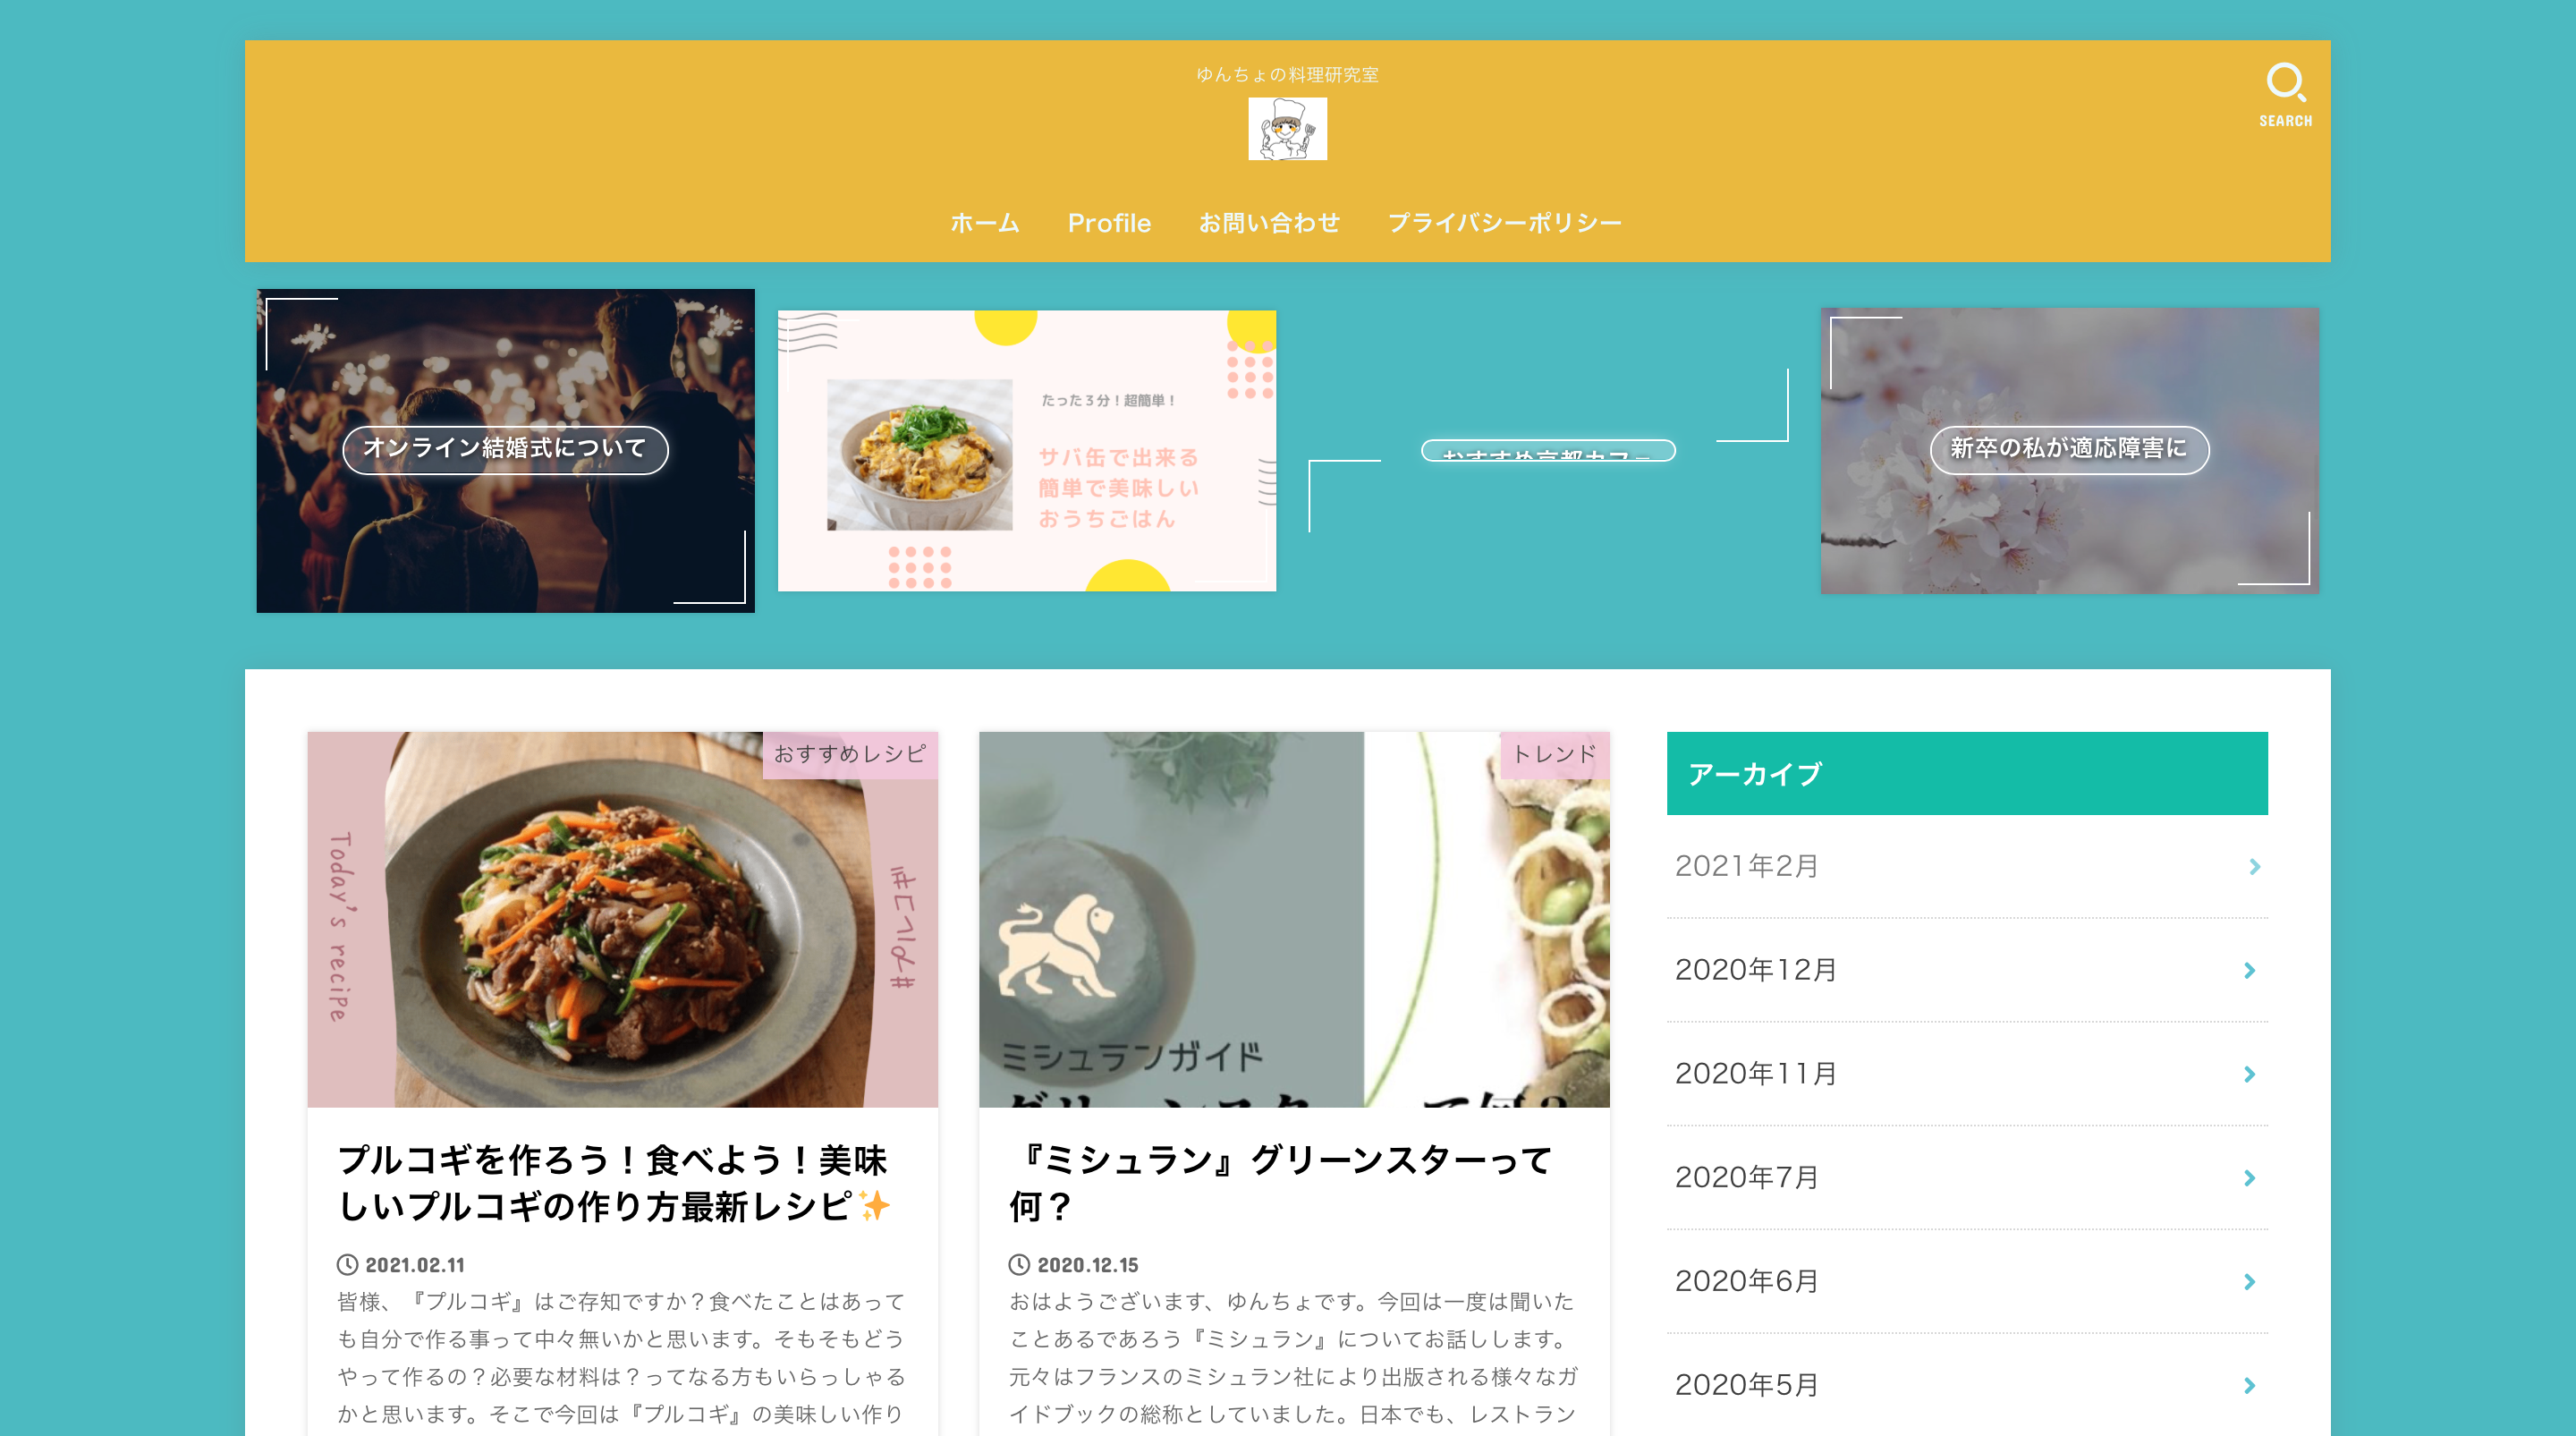 ゆんちょの料理研究室
SEARCH
ホーム Profile お問い合わせ プライバシーポリシー
オンライン結婚式について
たった3分！超簡単！
サバ缶で出来る
簡単で美味しい
おうちごはん
おすすめ京都カフェ
新卒の私が適応障害に
おすすめレシピ
Today's recipe
#プルコギ
トレンド
ミシュランガイド
アーカイブ
2021年2月
2020年12月
2020年11月
2020年7月
2020年6月
2020年5月
プルコギを作ろう！食べよう！美味
しいプルコギの作り方最新レシピ✨
2021.02.11
皆様、『プルコギ』はご存知ですか？食べたことはあって
も自分で作る事って中々無いかと思います。そもそもどう
やって作るの？必要な材料は？ってなる方もいらっしゃる
かと思います。そこで今回は『プルコギ』の美味しい作り
『ミシュラン』グリーンスターって
何？
2020.12.15
おはようございます、ゆんちょです。今回は一度は聞いた
ことあるであろう『ミシュラン』についてお話しします。
元々はフランスのミシュラン社により出版される様々なガ
イドブックの総称としていました。日本でも、レストラン